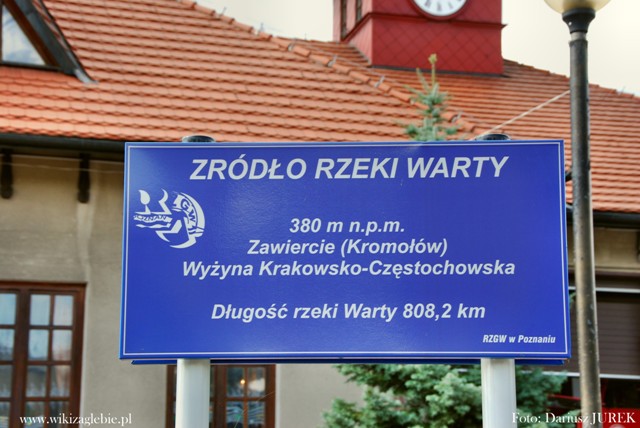 ZRÓDŁO RZEKI WARTY
380 m n.p.m.
Zawiercie (Kromołów)
Wyżyna Krakowsko-Częstochowska
Długość rzeki Warty 808,2 km
RZGW w Poznaniu
www.wikizaglebie.pl
Foto: Dariusz JUREK